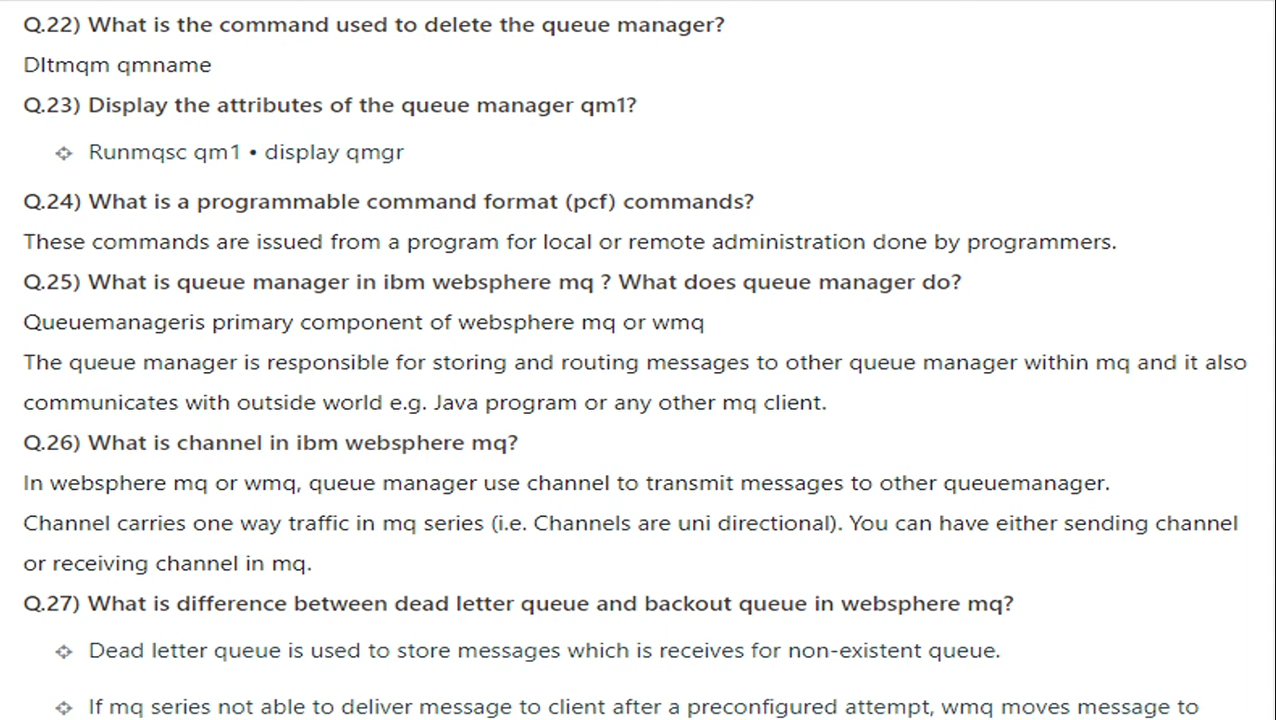 Q.22) What is the command used to delete the queue manager?
Dltmqm qmname
Q.23) Display the attributes of the queue manager qm1?
Runmqsc qm1 • display qmgr
Q.24) What is a programmable command format (pcf) commands?
These commands are issued from a program for local or remote administration done by programmers.
Q.25) What is queue manager in ibm websphere mq ? What does queue manager do?
Queuemanageris primary component of websphere mq or wmq
The queue manager is responsible for storing and routing messages to other queue manager within mq and it also
communicates with outside world e.g. Java program or any other mq client.
Q.26) What is channel in ibm websphere mq?
In websphere mq or wmq, queue manager use channel to transmit messages to other queuemanager.
Channel carries one way traffic in mq series (i.e. Channels are uni directional). You can have either sending channel
or receiving channel in mq.
Q.27) What is difference between dead letter queue and backout queue in websphere mq?
Dead letter queue is used to store messages which is receives for non-existent queue.
If mq series not able to deliver message to client after a preconfigured attempt, wmq moves message to